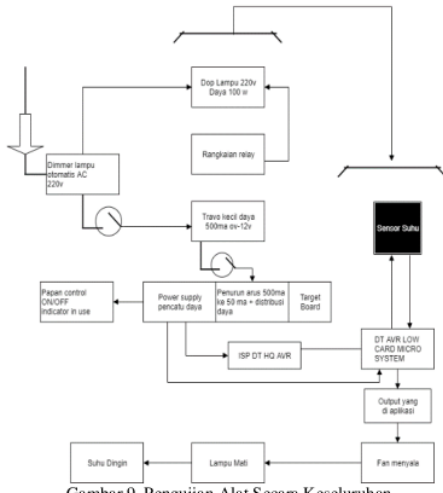 Dop Lampu 220v
Daya 100 w
Rangkaian relay
Dimmer lampu
otomatis AC
220v
Travo kecil daya
500ma ov-12v
Sensor Suhu
Papan control
ON/OFF
indicator in use
Power supply
pencatu daya
Penurun arus 500ma
ke 50 ma + distribusi
daya
Target
Board
ISP DT HQ AVR
DT AVR LOW
CARD MICRO
SYSTEM
Output yang
di aplikasi
Suhu Dingin
Lampu Mati
Fan menyala
Gambar 9. Pengujian Alat Secara Keseluruhan